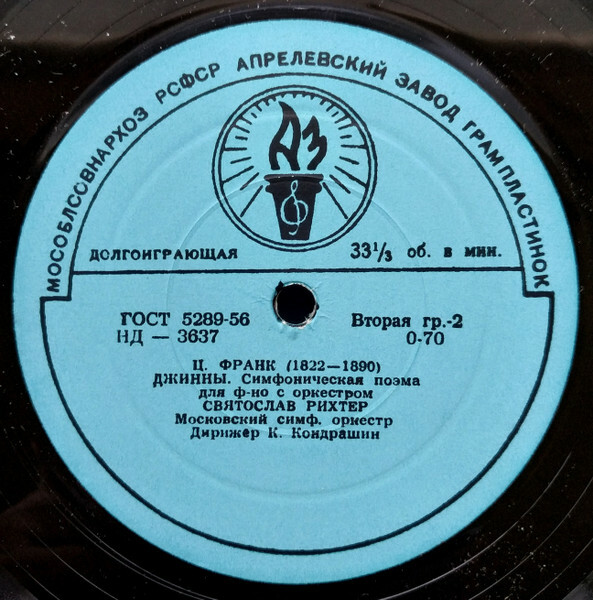 МОСОБЛСОВНАРХОЗ РСФСР АПРЕЛЕВСКИЙ ЗАВОД ГРАМПЛАСТИНОК
АЗ
ДОЛГОИГРАЮЩАЯ 33⅓ об. в мин.
ГОСТ 5289-56 Вторая гр.-2
НД — 3637 0-70
Ц. ФРАНК (1822—1890)
ДЖИННЫ. Симфоническая поэма
для ф-но с оркестром
СВЯТОСЛАВ РИХТЕР
Московский симф. оркестр
Дирижер К. Кондрашин